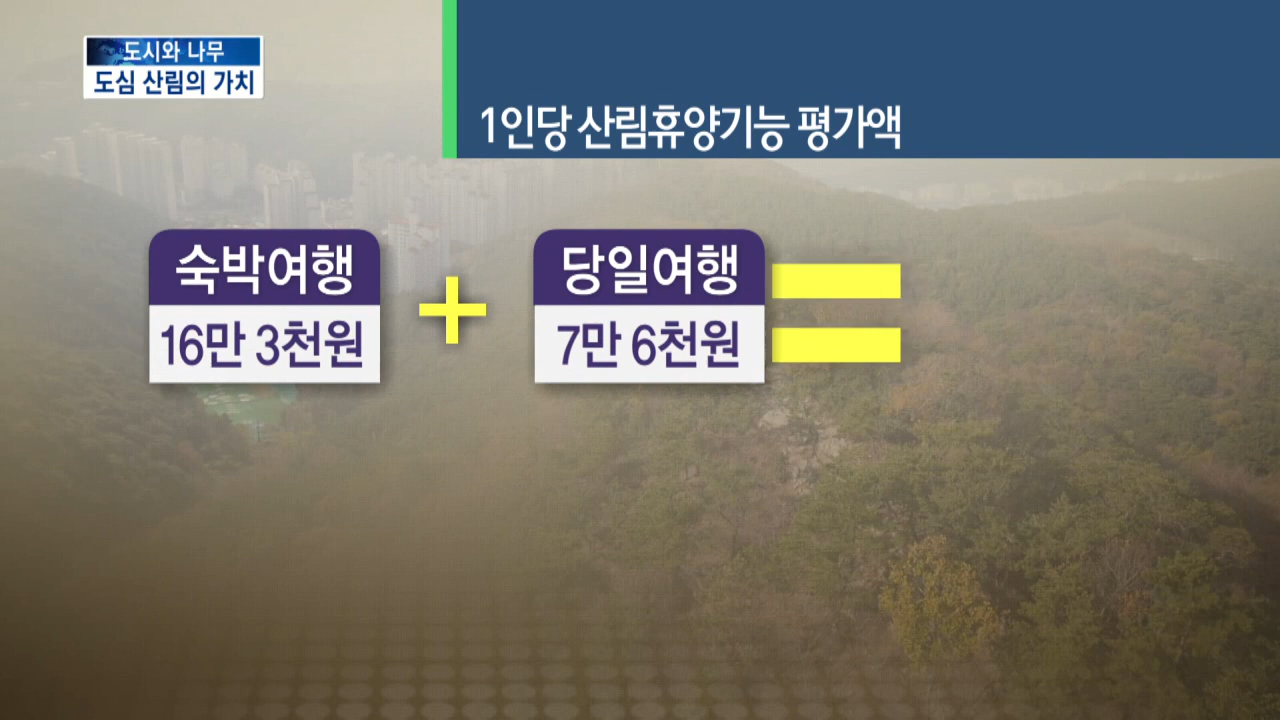 도시와 나무
도심 산림의 가치
1인당 산림휴양기능 평가액
숙박여행
16만 3천원
+
당일여행
7만 6천원
=